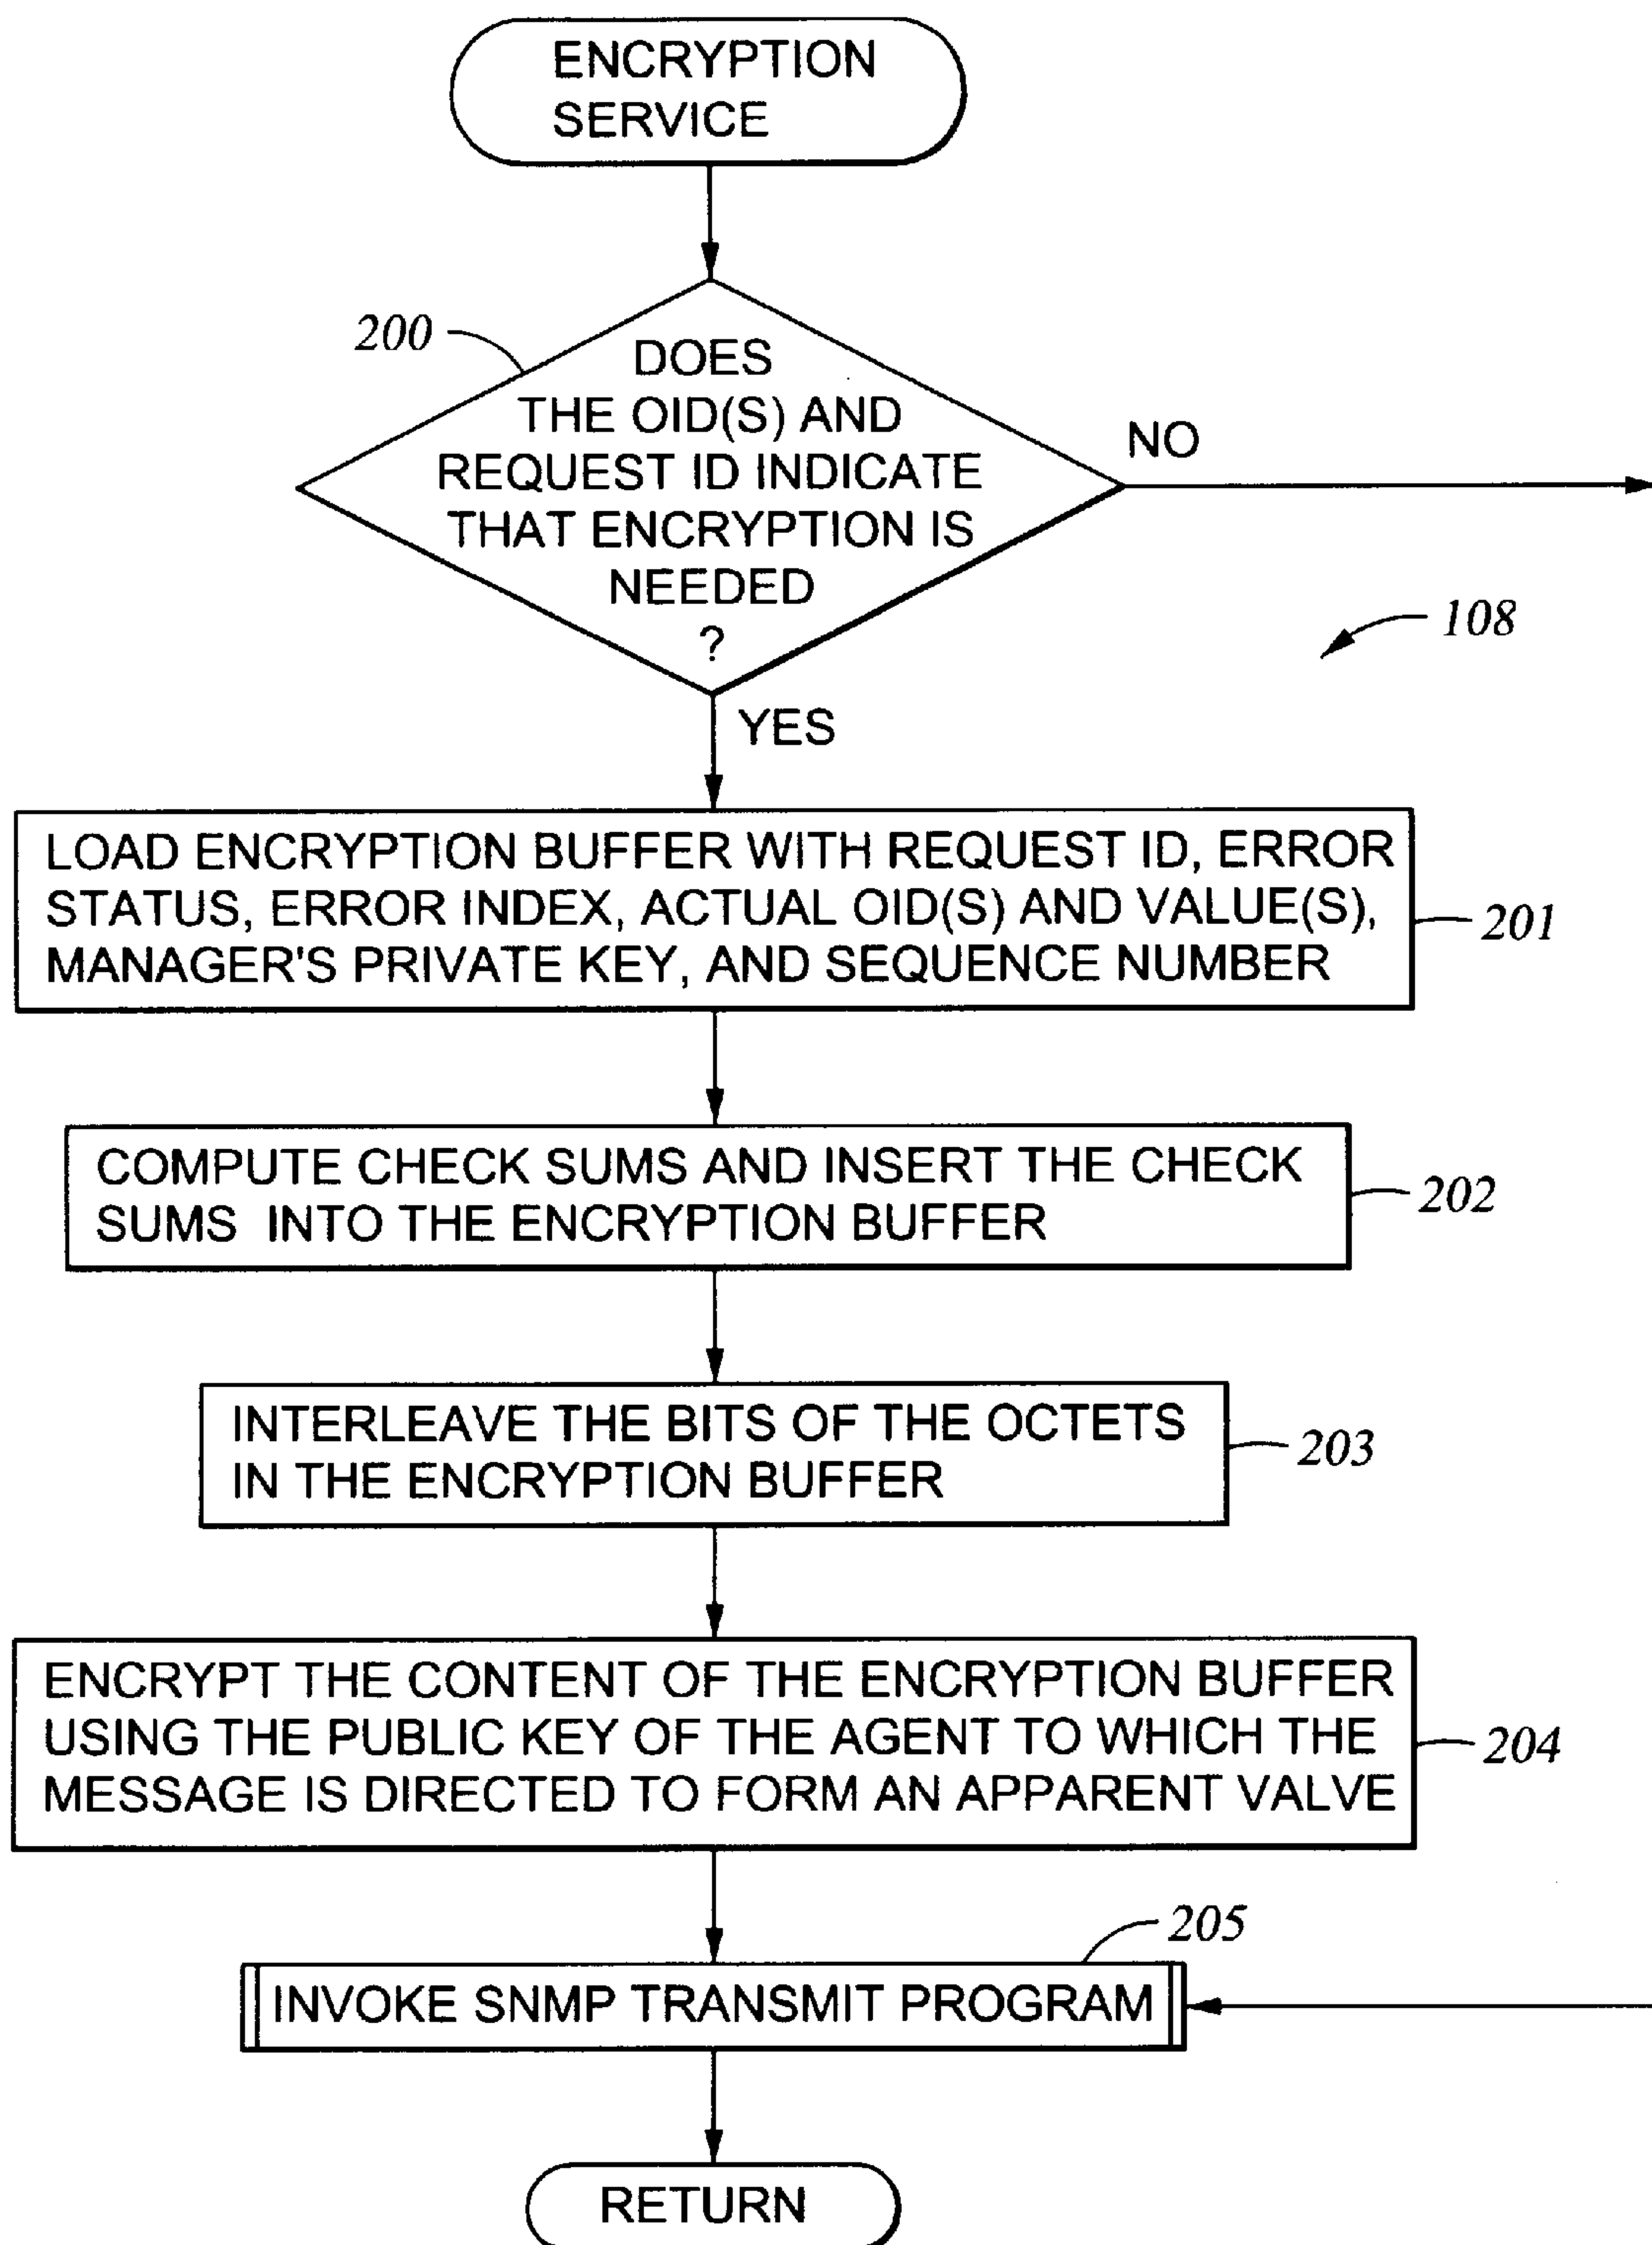 ENCRYPTION
SERVICE
200
DOES
THE OID(S) AND
REQUEST ID INDICATE
THAT ENCRYPTION IS
NEEDED
?
NO
108
YES
LOAD ENCRYPTION BUFFER WITH REQUEST ID, ERROR
STATUS, ERROR INDEX, ACTUAL OID(S) AND VALUE(S),
MANAGER'S PRIVATE KEY, AND SEQUENCE NUMBER
201
COMPUTE CHECK SUMS AND INSERT THE CHECK
SUMS INTO THE ENCRYPTION BUFFER
202
INTERLEAVE THE BITS OF THE OCTETS
IN THE ENCRYPTION BUFFER
203
ENCRYPT THE CONTENT OF THE ENCRYPTION BUFFER
USING THE PUBLIC KEY OF THE AGENT TO WHICH THE
MESSAGE IS DIRECTED TO FORM AN APPARENT VALVE
204
205
INVOKE SNMP TRANSMIT PROGRAM
RETURN